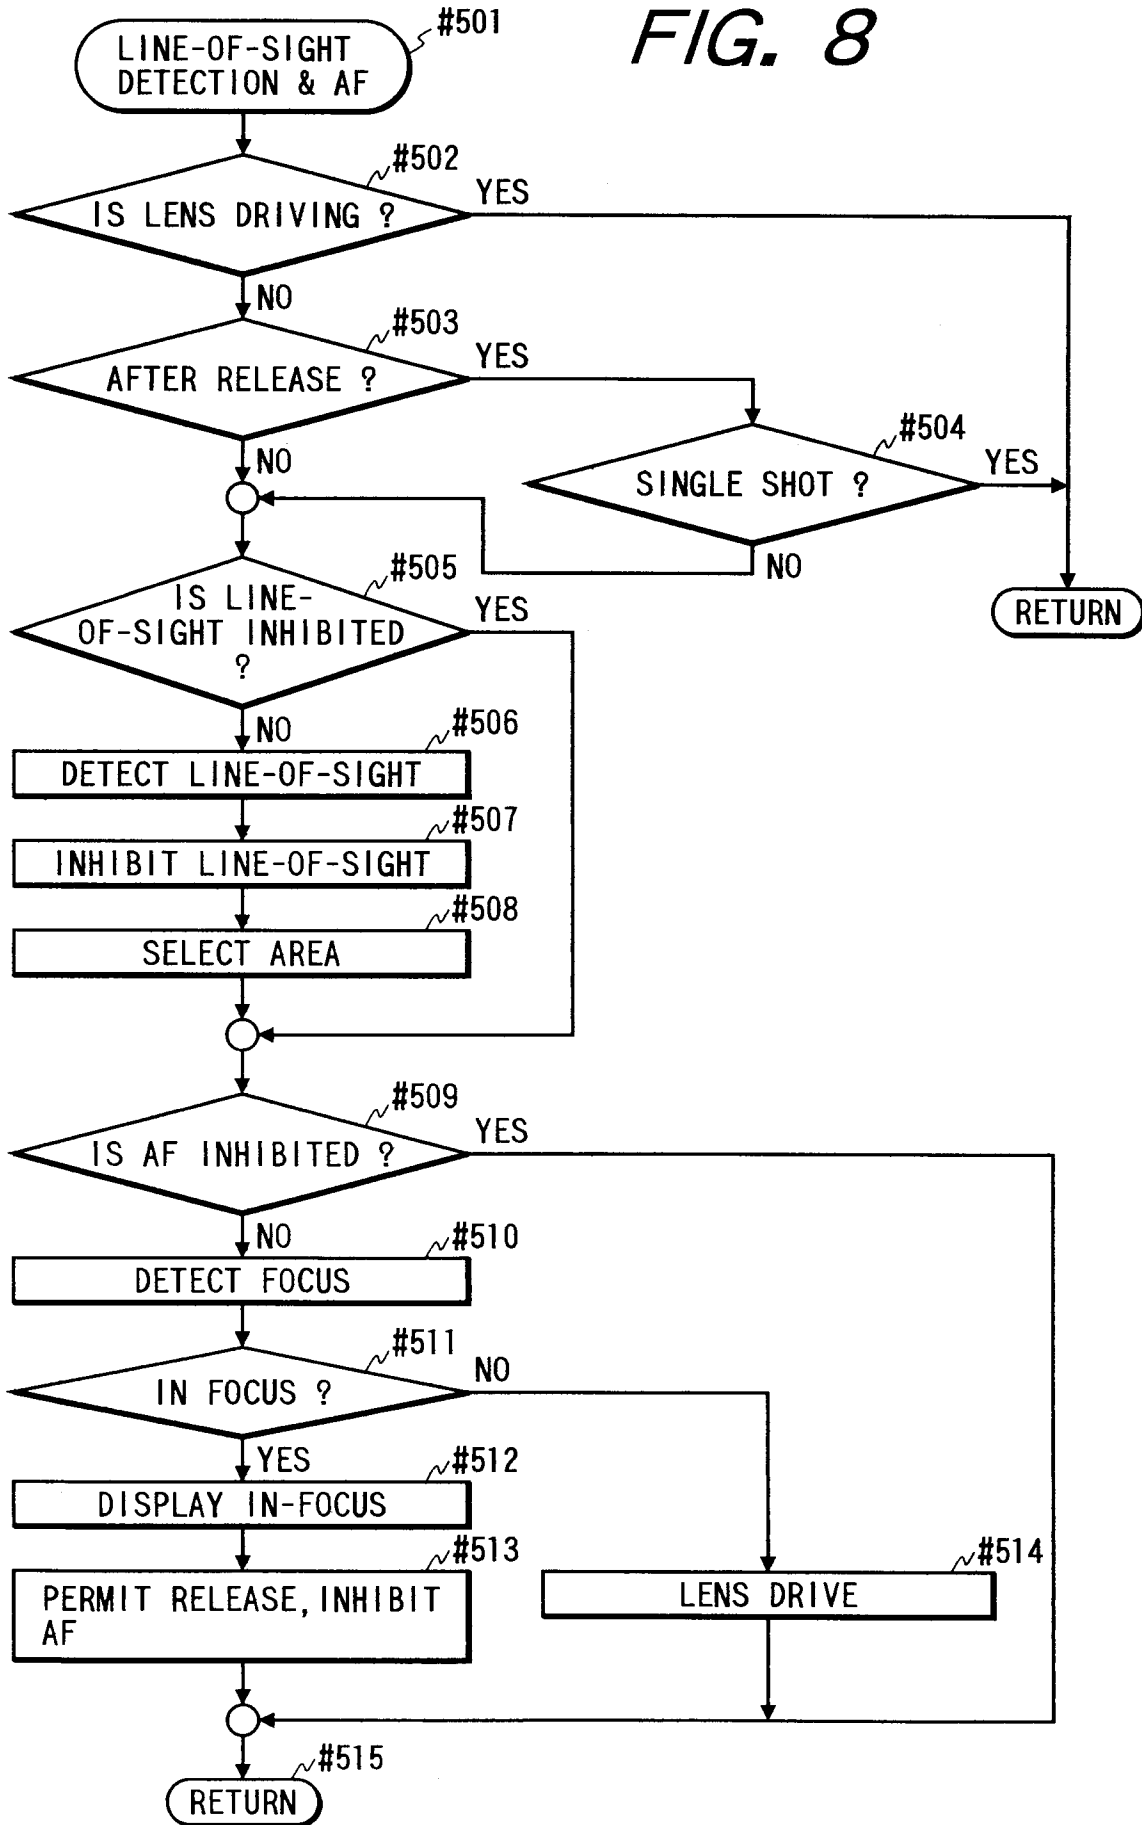 FIG. 8
#501
LINE-OF-SIGHT
DETECTION & AF
#502
IS LENS DRIVING ?
YES
NO
#503
AFTER RELEASE ?
YES
NO
#504
SINGLE SHOT ?
YES
NO
RETURN
#505
IS LINE-
OF-SIGHT INHIBITED
?
YES
NO
#506
DETECT LINE-OF-SIGHT
#507
INHIBIT LINE-OF-SIGHT
#508
SELECT AREA
#509
IS AF INHIBITED ?
YES
NO
#510
DETECT FOCUS
#511
IN FOCUS ?
NO
YES
#512
DISPLAY IN-FOCUS
#513
PERMIT RELEASE, INHIBIT
AF
#514
LENS DRIVE
#515
RETURN